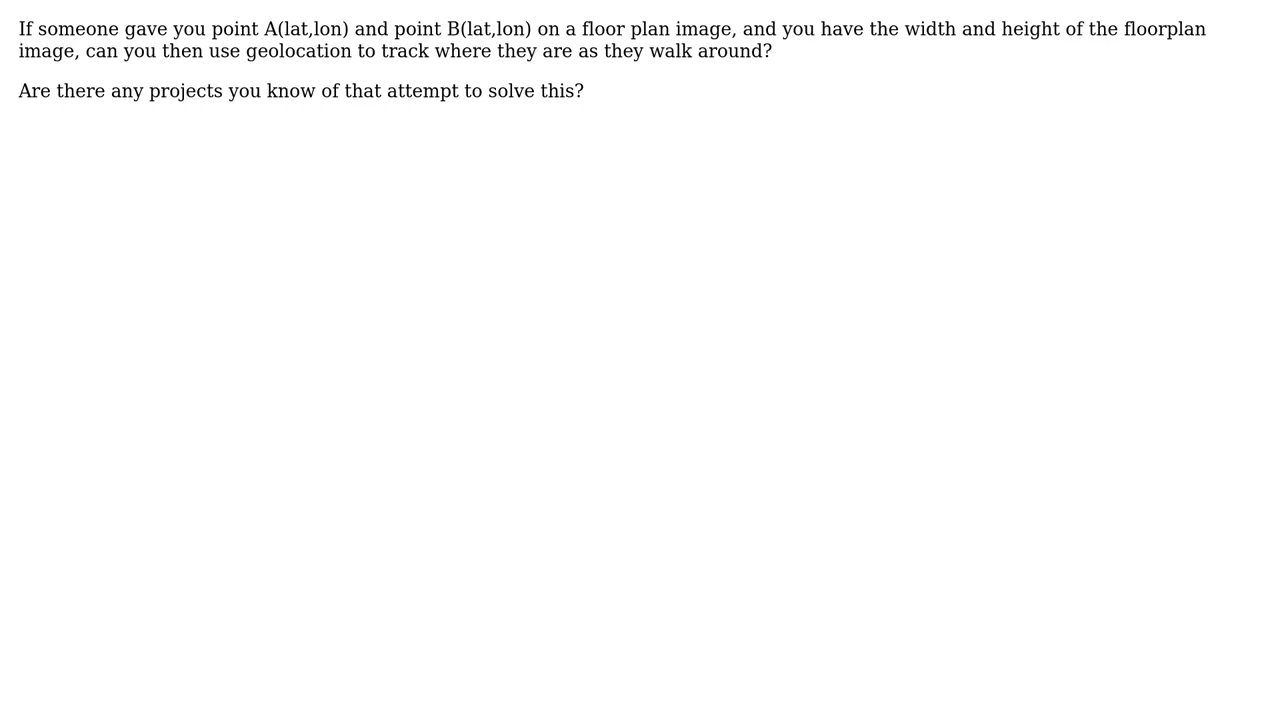 If someone gave you point A(lat,lon) and point B(lat,lon) on a floor plan image, and you have the width and height of the floorplan
image, can you then use geolocation to track where they are as they walk around?
Are there any projects you know of that attempt to solve this?